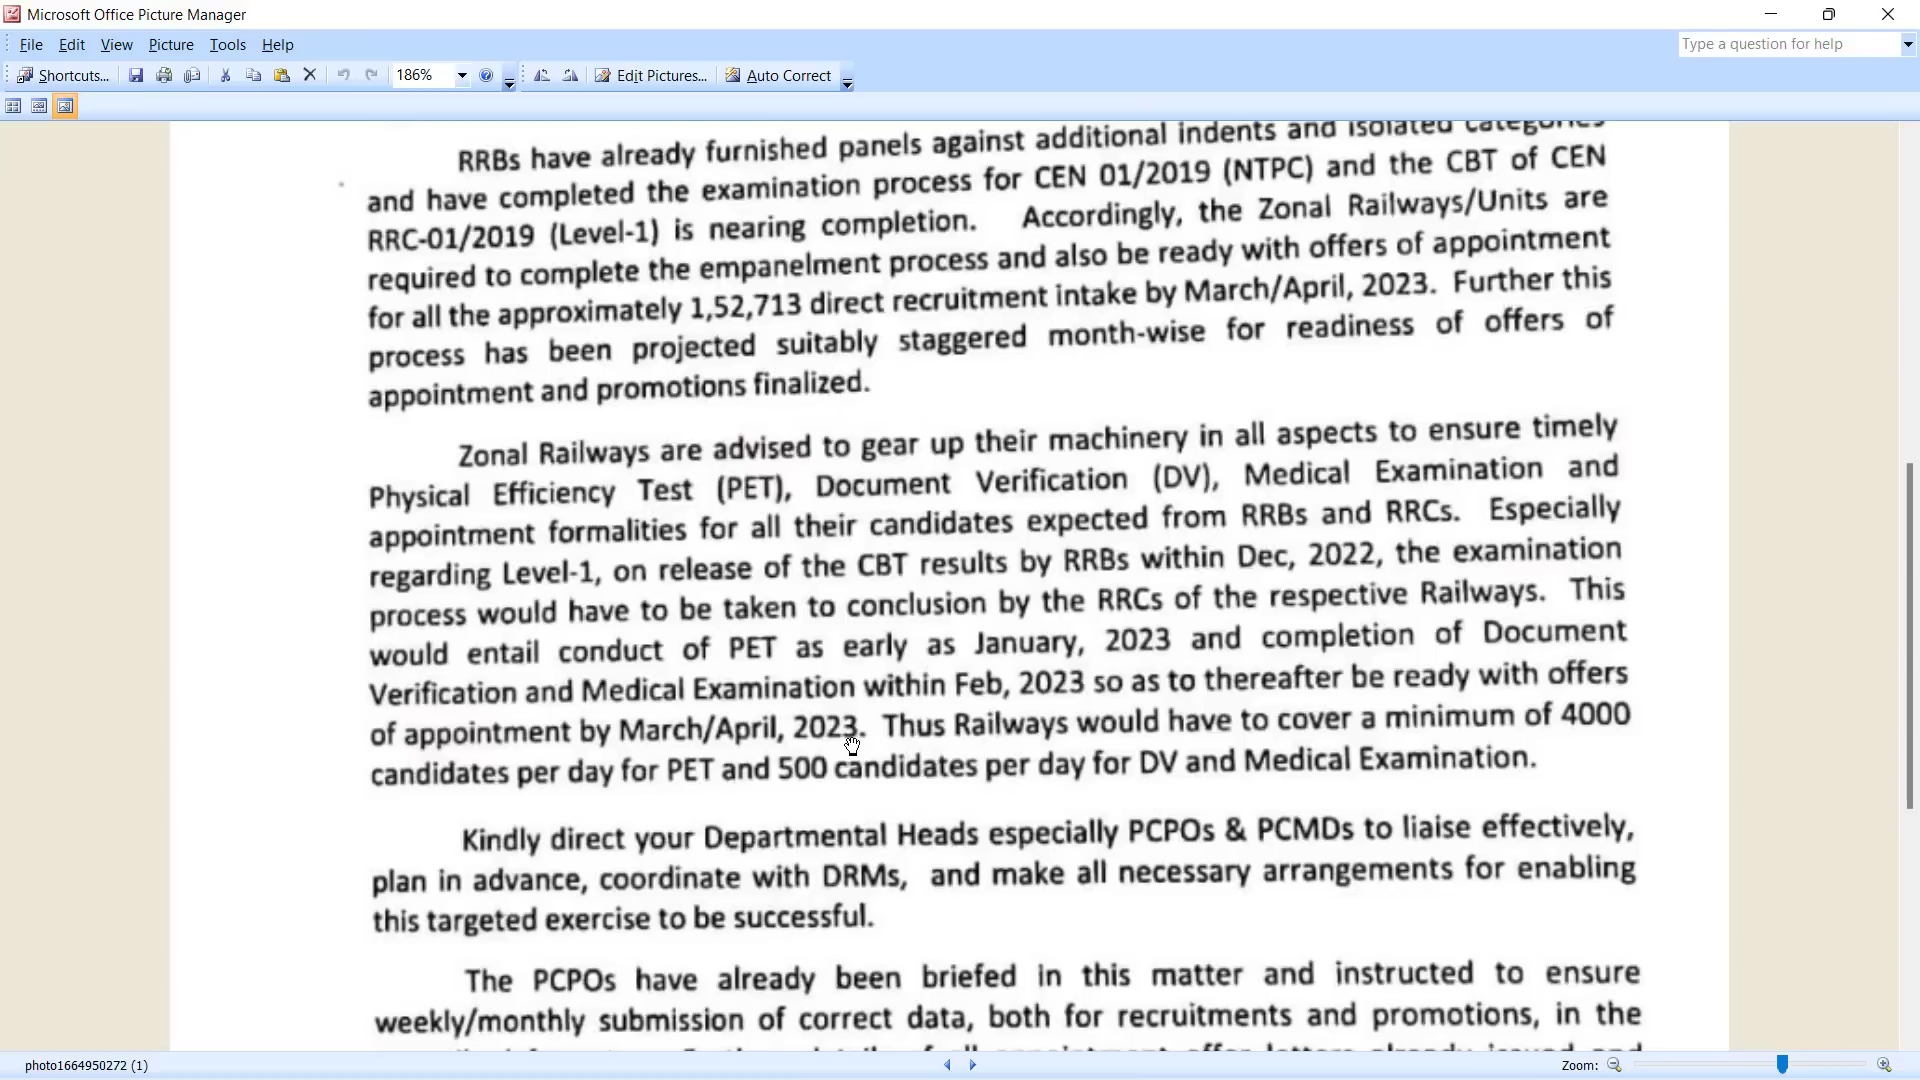 Microsoft Office Picture Manager
File Edit View Picture Tools Help
Type a question for help
Shortcuts... 186% Edit Pictures... Auto Correct
RRBs have already furnished panels against additional indents and isolated categories
and have completed the examination process for CEN 01/2019 (NTPC) and the CBT of CEN
RRC-01/2019 (Level-1) is nearing completion. Accordingly, the Zonal Railways/Units are
required to complete the empanelment process and also be ready with offers of appointment
for all the approximately 1,52,713 direct recruitment intake by March/April, 2023. Further this
process has been projected suitably staggered month-wise for readiness of offers of
appointment and promotions finalized.
Zonal Railways are advised to gear up their machinery in all aspects to ensure timely
Physical Efficiency Test (PET), Document Verification (DV), Medical Examination and
appointment formalities for all their candidates expected from RRBs and RRCs. Especially
regarding Level-1, on release of the CBT results by RRBs within Dec, 2022, the examination
process would have to be taken to conclusion by the RRCs of the respective Railways. This
would entail conduct of PET as early as January, 2023 and completion of Document
Verification and Medical Examination within Feb, 2023 so as to thereafter be ready with offers
of appointment by March/April, 2023. Thus Railways would have to cover a minimum of 4000
candidates per day for PET and 500 candidates per day for DV and Medical Examination.
Kindly direct your Departmental Heads especially PCPOs & PCMDs to liaise effectively,
plan in advance, coordinate with DRMs, and make all necessary arrangements for enabling
this targeted exercise to be successful.
The PCPOs have already been briefed in this matter and instructed to ensure
weekly/monthly submission of correct data, both for recruitments and promotions, in the
photo1664950272 (1) Zoom: